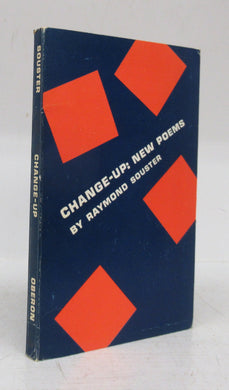 SOUSTER
CHANGE-UP
OBERON
CHANGE-UP: NEW POEMS
BY RAYMOND SOUSTER